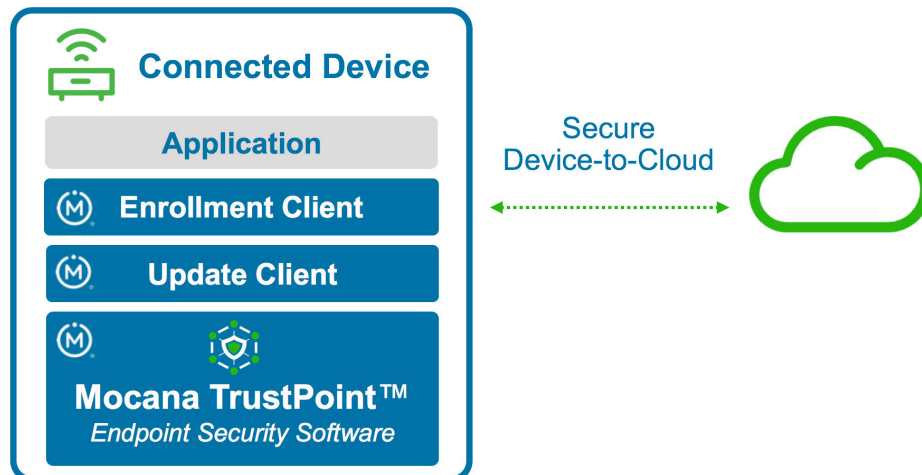 Connected Device
Application
M Enrollment Client
M Update Client
M
Mocana TrustPoint™
Endpoint Security Software
Secure
Device-to-Cloud